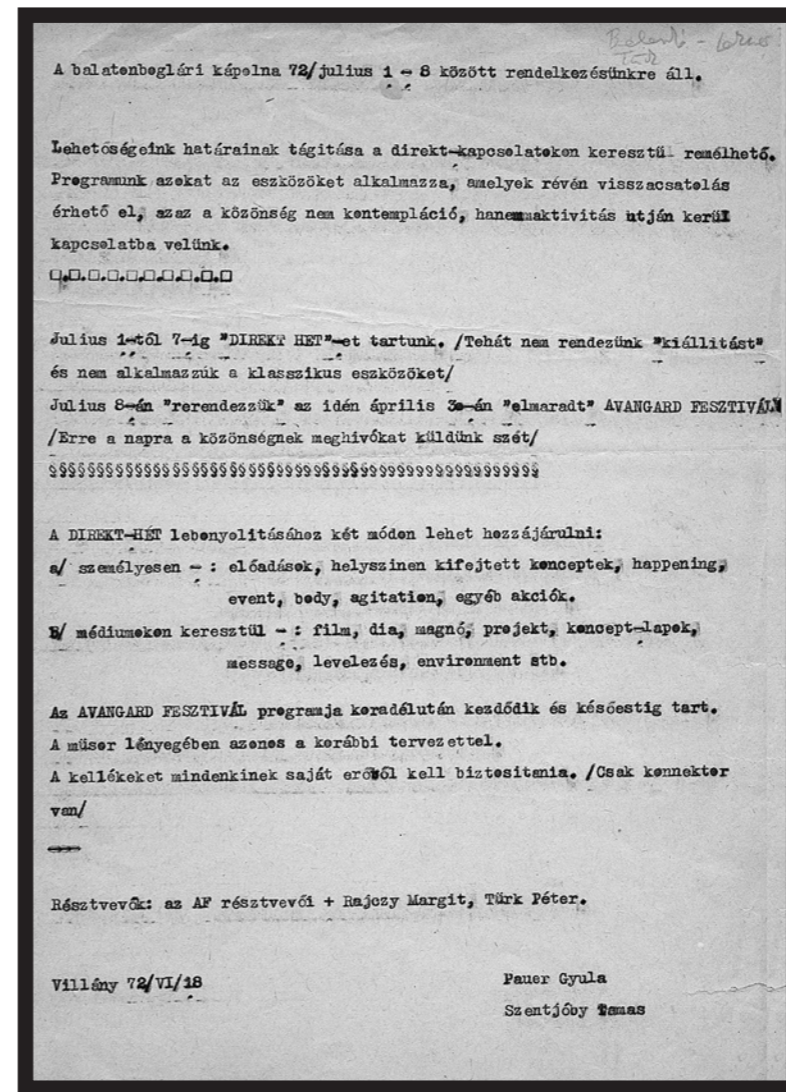 A balatonboglári kápolna 72/julius 1 - 8 között rendelkezésünkre áll.
Lehetőségeink határainak tágitása a direkt-kapcsolatokon keresztül remélhető.
Programunk azokat az eszközöket alkalmazza, amelyek révén visszacsatolás
érhető el, azaz a közönség nem kontempláció, hanemmaktivitás utján kerül
kapcsolatba velünk.
□.□.□.□.□.□.□.□.□
Julius 1-től 7-ig "DIREKT HET"-et tartunk. /Tehát nem rendezünk "kiállitást"
és nem alkalmazzuk a klasszikus eszközöket/
Julius 8-án "rerendezzük" az idén április 30-án "elmaradt" AVANGARD FESZTIVÁLT
/Erre a napra a közönségnek meghivókat küldünk szét/
§§§§§§§§§§§§§§§§§§§§§§§§§§§§§§§§§§§§§§§§§§§§§§§§§§
A DIREKT-HÉT lebonyolitásához két módon lehet hozzájárulni:
a/ személyesen - : előadások, helyszinen kifejtett konceptek, happening,
event, body, agitation, egyéb akciók.
B/ médiumokon keresztül - : film, dia, magnó, projekt, koncept-lapok,
message, levelezés, environment stb.
Az AVANGARD FESZTIVÁL programja koradélután kezdődik és későestig tart.
A müsor lényegében azonos a korábbi tervezettel.
A kellékeket mindenkinek saját erőből kell biztositania. /Csak konnektor
van/
Résztvevők: az AF résztvevői + Rajczy Margit, Türk Péter.
Villány 72/VI/18
Pauer Gyula
Szentjóby Tamas